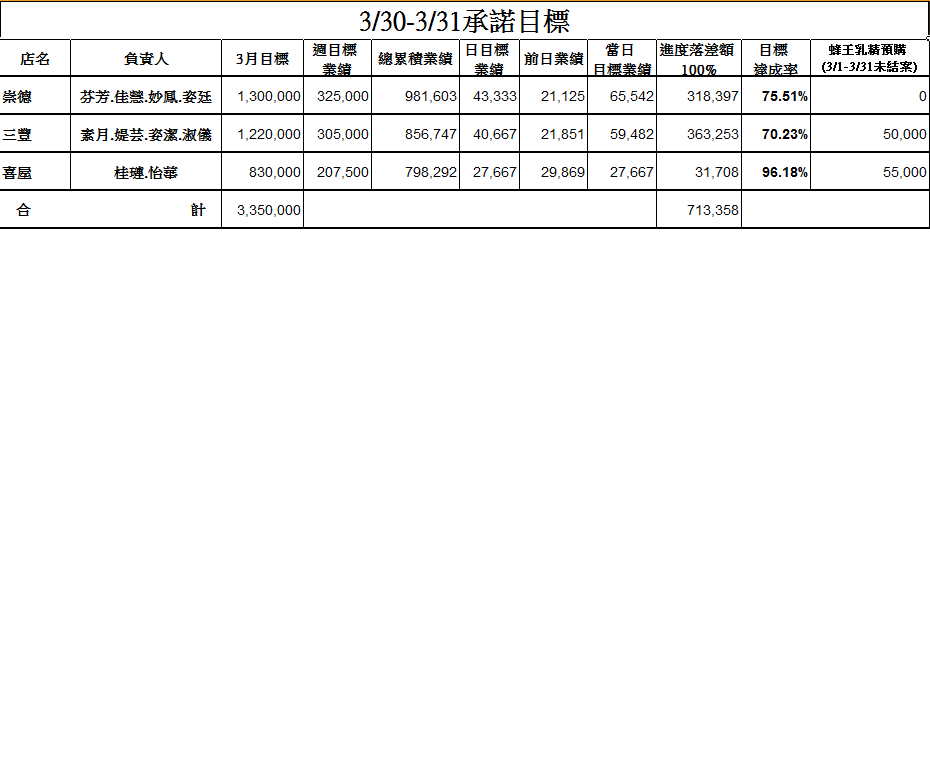 3/30-3/31承諾目標
店名 負責人 3月目標 週目標業績 總累積業績 日目標業績 前日業績 當日目標業績 進度落差額100% 目標達成率 蜂王乳精預購(3/1-3/31未結案)
崇德 芬芳.佳慧.妙鳳.姿廷 1,300,000 325,000 981,603 43,333 21,125 65,542 318,397 75.51% 0
三豐 素月.媞芸.姿潔.淑儀 1,220,000 305,000 856,747 40,667 21,851 59,482 363,253 70.23% 50,000
喜屋 桂璉.怡華 830,000 207,500 798,292 27,667 29,869 27,667 31,708 96.18% 55,000
合 計 3,350,000 713,358